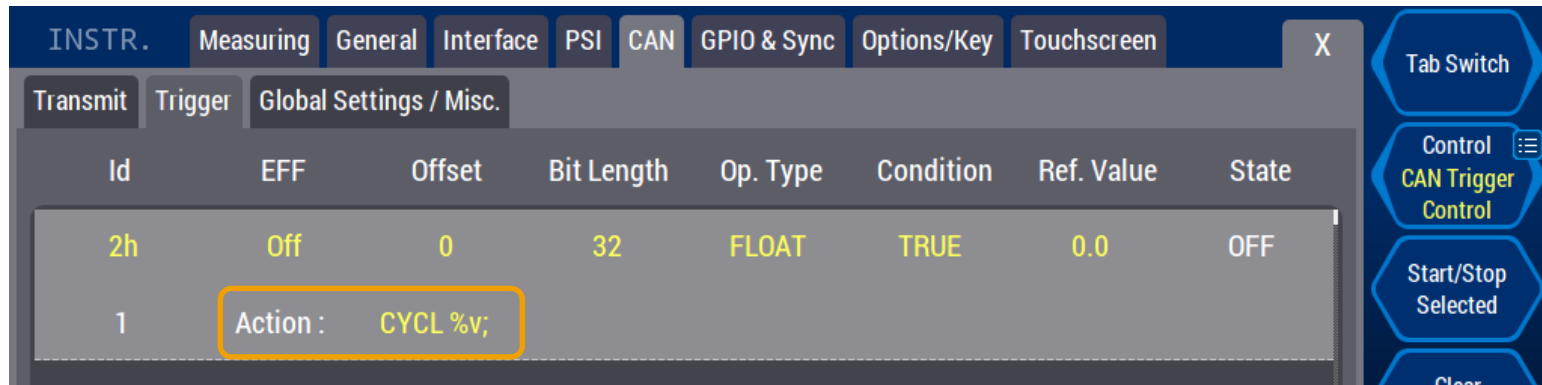 INSTR. Measuring General Interface PSI CAN GPIO & Sync Options/Key Touchscreen X
Transmit Trigger Global Settings / Misc.
Id EFF Offset Bit Length Op. Type Condition Ref. Value State
2h Off 0 32 FLOAT TRUE 0.0 OFF
1 Action : CYCL %v;
Tab Switch
Control
CAN Trigger
Control
Start/Stop
Selected
Clear